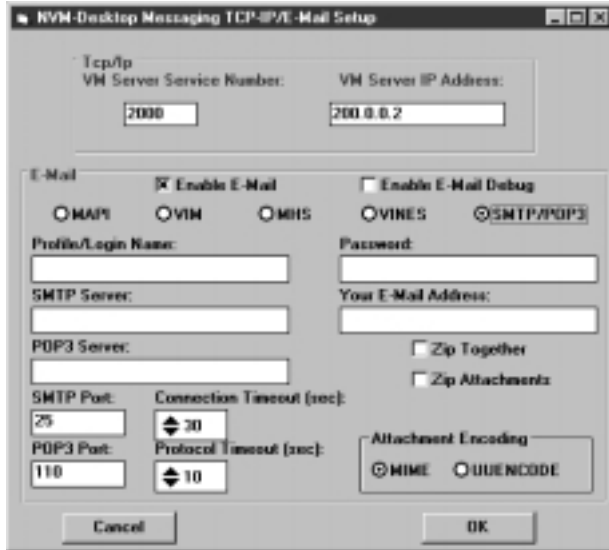 NVM-Desktop Messaging TCP-IP/E-Mail Setup
Tcp/Ip
VM Server Service Number: VM Server IP Address:
2000 200.0.0.2
E-Mail
Enable E-Mail Enable E-Mail Debug
MAPI VIM MHS VINES SMTP/POP3
Profile/Login Name: Password:
SMTP Server: Your E-Mail Address:
POP3 Server: Zip Together
Zip Attachments
SMTP Port: Connection Timeout (sec):
25 30
POP3 Port: Protocol Timeout (sec): Attachment Encoding
110 10 MIME UUENCODE
Cancel OK